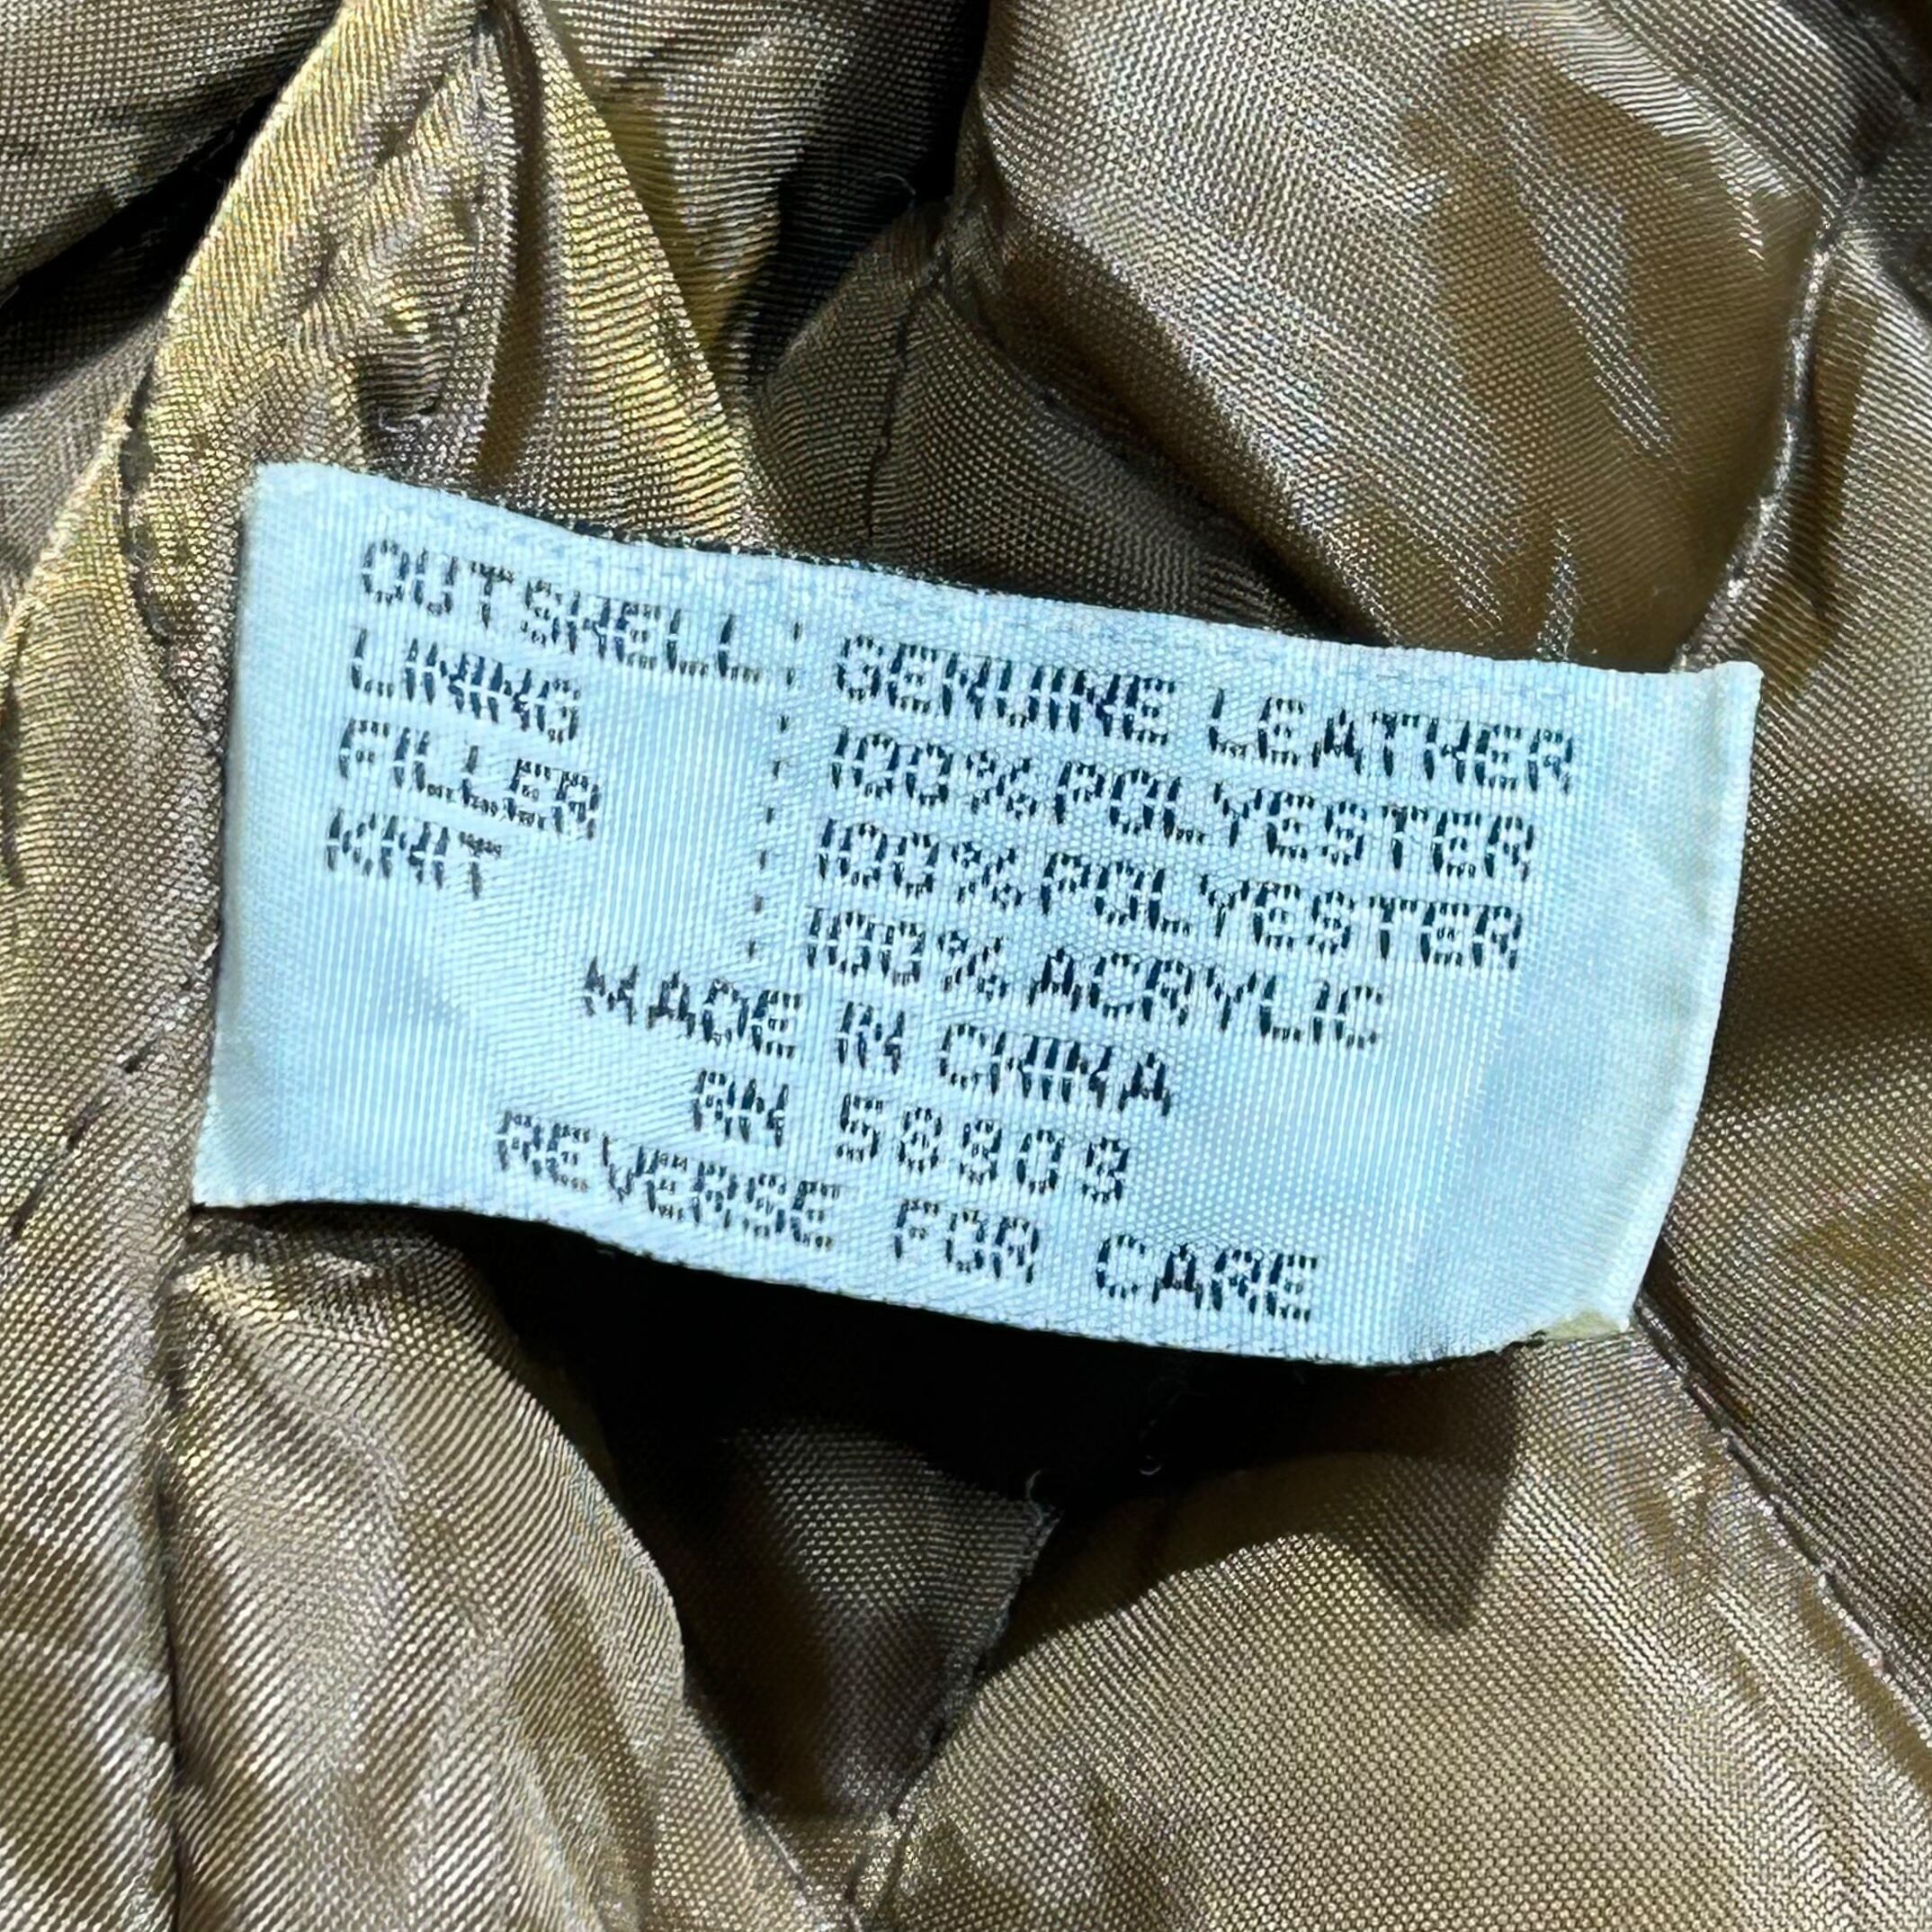 OUTSHELL : GENUINE LEATHER
LINING : 100% POLYESTER
FILLER : 100% POLYESTER
KNIT : 100% ACRYLIC
MADE IN CHINA
RN
REVERSE FOR CARE